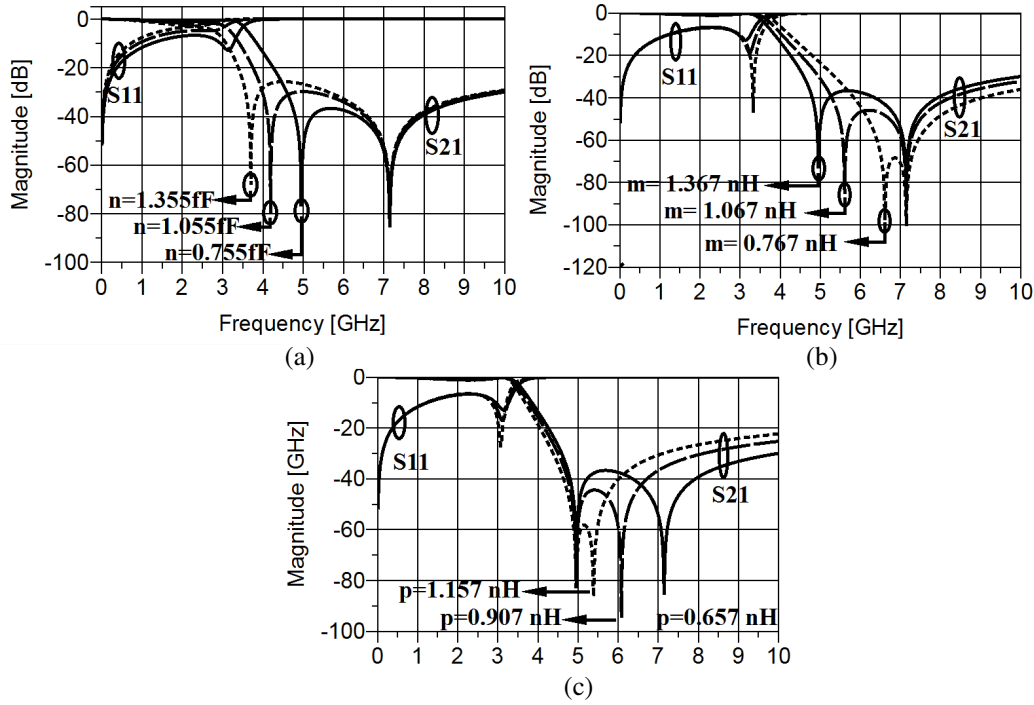 0
-20
-40
-60
-80
-100
Magnitude [dB]
S11
S21
n=1.355fF
n=1.055fF
n=0.755fF
0 1 2 3 4 5 6 7 8 9 10
Frequency [GHz]
(a)
0
-20
-40
-60
-80
-100
-120
Magnitude [dB]
S11
S21
m= 1.367 nH
m= 1.067 nH
m= 0.767 nH
0 1 2 3 4 5 6 7 8 9 10
Frequency [GHz]
(b)
0
-20
-40
-60
-80
-100
Magnitude [GHz]
S11
S21
p=1.157 nH
p=0.907 nH p=0.657 nH
0 1 2 3 4 5 6 7 8 9 10
Frequency [GHz]
(c)